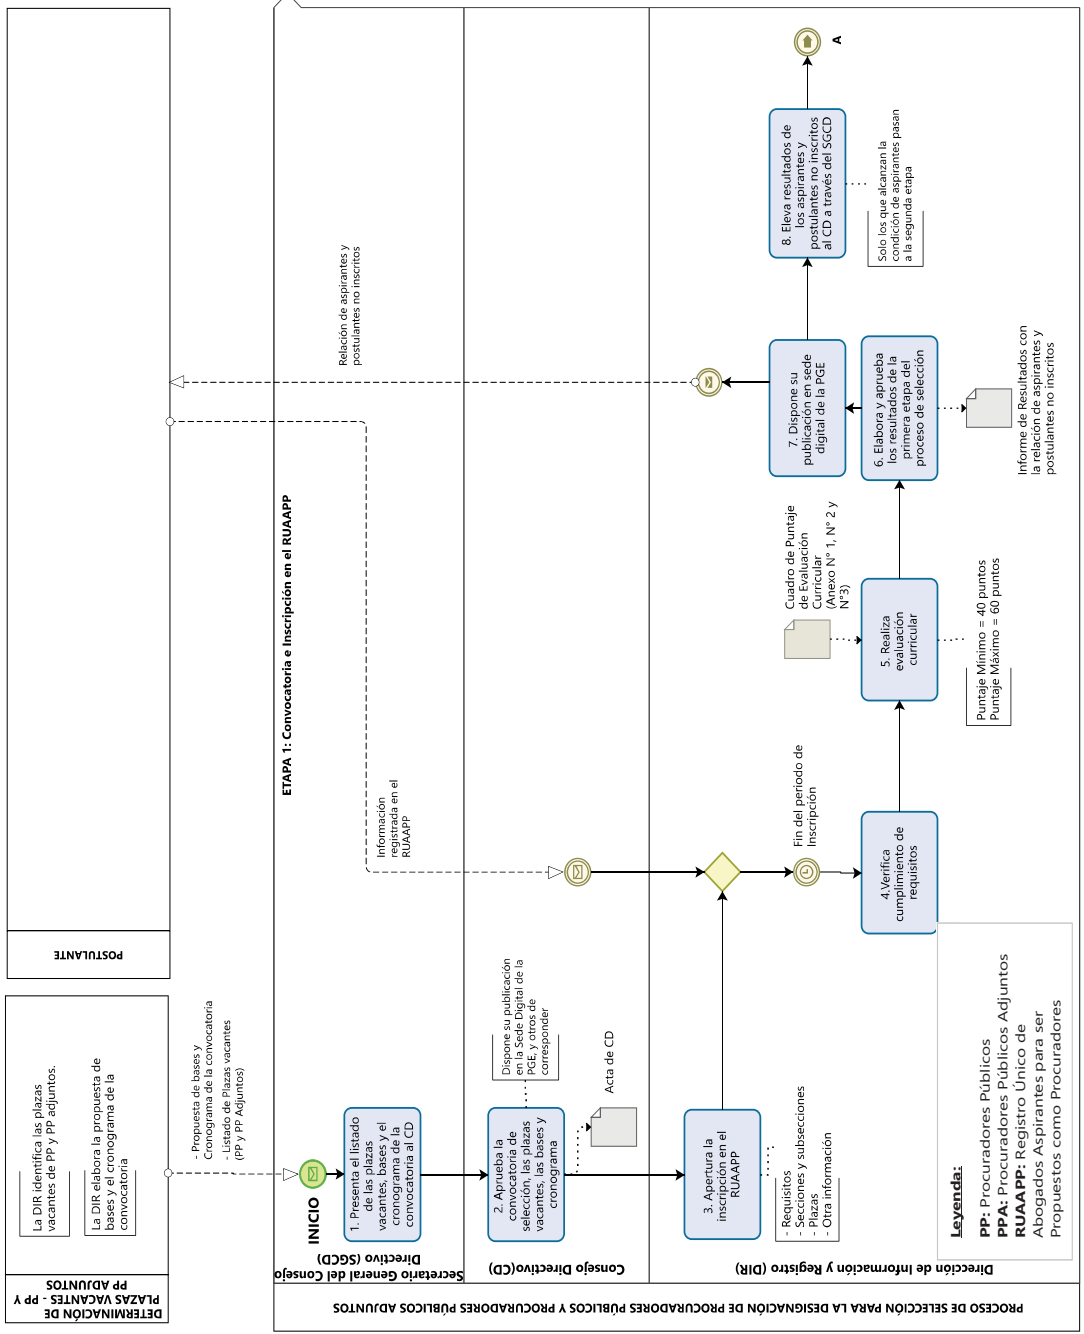 DETERMINACIÓN DE
PLAZAS VACANTES - PP Y
PP ADJUNTOS
La DIR identifica las plazas
vacantes de PP y PP adjuntos.
La DIR elabora la propuesta de
bases y el cronograma de la
convocatoria
POSTULANTE
- Propuesta de bases y
Cronograma de la convocatoria
- Listado de Plazas vacantes
(PP y PP Adjuntos)
Relación de aspirantes y
postulantes no inscritos
PROCESO DE SELECCIÓN PARA LA DESIGNACIÓN DE PROCURADORES PÚBLICOS Y PROCURADORES PÚBLICOS ADJUNTOS
ETAPA 1: Convocatoria e Inscripción en el RUAAPP
Secretario General del Consejo
Directivo (SGCD)
INICIO
1. Presenta el listado
de las plazas
vacantes, bases y el
cronograma de la
convocatoria al CD
Información
registrada en el
RUAAPP
Consejo Directivo(CD)
2. Aprueba la
convocatoria de
selección, las plazas
vacantes, las bases y
cronograma
Dispone su publicación
en la Sede Digital de la
PGE, y otros de
corresponder
Acta de CD
Dirección de Información y Registro (DIR)
3. Apertura la
inscripción en el
RUAAPP
- Requisitos
- Secciones y subsecciones
- Plazas
- Otra información
Fin del periodo de
Inscripción
4.Verifica
cumplimiento de
requisitos
Cuadro de Puntaje
de Evaluación
Curricular
(Anexo N° 1, N° 2 y
N°3)
5. Realiza
evaluación
curricular
Puntaje Mínimo = 40 puntos
Puntaje Máximo = 60 puntos
6. Elabora y aprueba
los resultados de la
primera etapa del
proceso de selección
Informe de Resultados con
la relación de aspirantes y
postulantes no inscritos
7. Dispone su
publicación en sede
digital de la PGE
8. Eleva resultados de
los aspirantes y
postulantes no inscritos
al CD a través del SGCD
Solo los que alcanzan la
condición de aspirantes pasan
a la segunda etapa
A
Leyenda:
PP: Procuradores Públicos
PPA: Procuradores Públicos Adjuntos
RUAAPP: Registro Único de
Abogados Aspirantes para ser
Propuestos como Procuradores